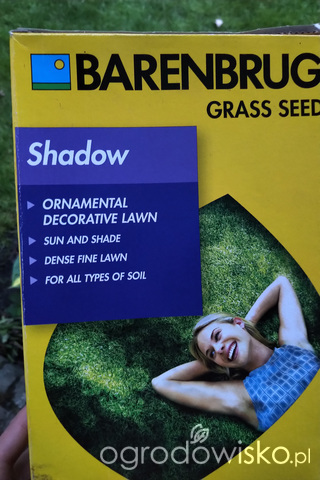 BARENBRUG
GRASS SEED
Shadow
ORNAMENTAL
DECORATIVE LAWN
SUN AND SHADE
DENSE FINE LAWN
FOR ALL TYPES OF SOIL
ogrodowisko.pl